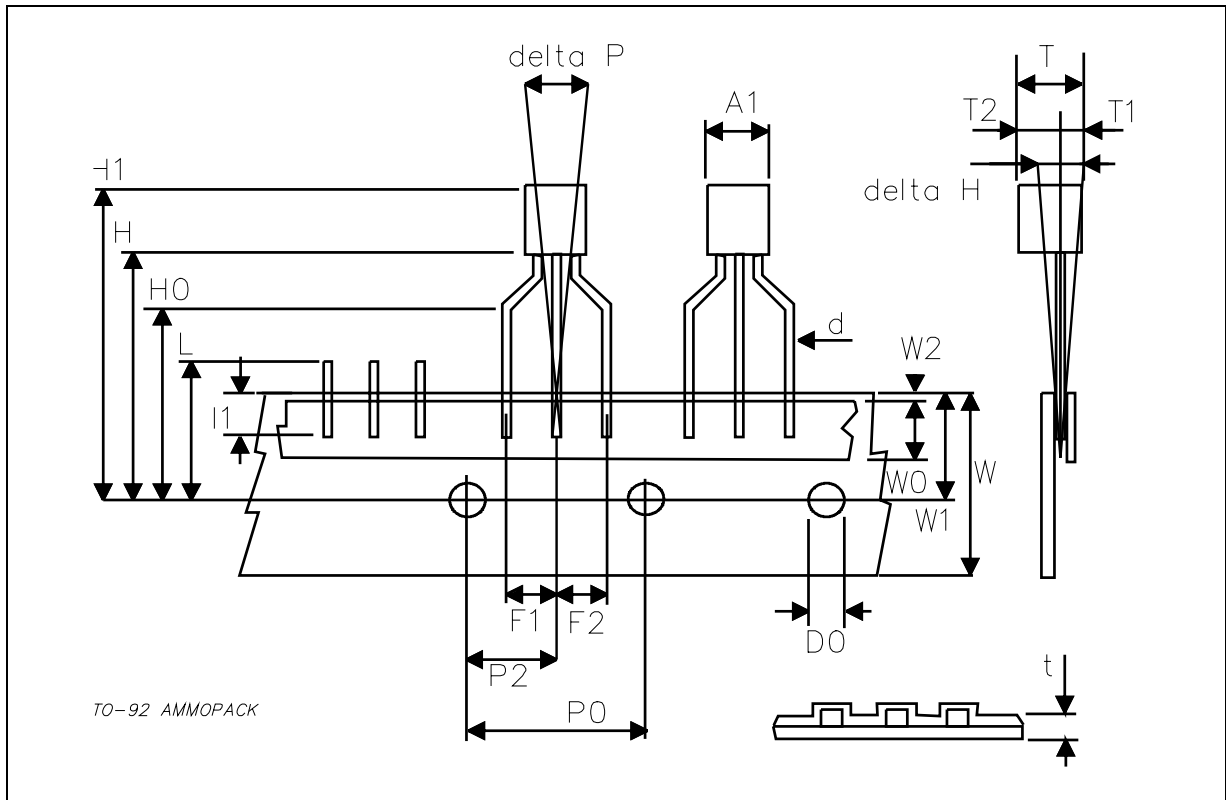 delta P
T
A1
T2
T1
H1
delta H
H
H0
d
L
W2
I1
W0
W
W1
F1
F2
D0
P2
t
P0
TO-92 AMMOPACK